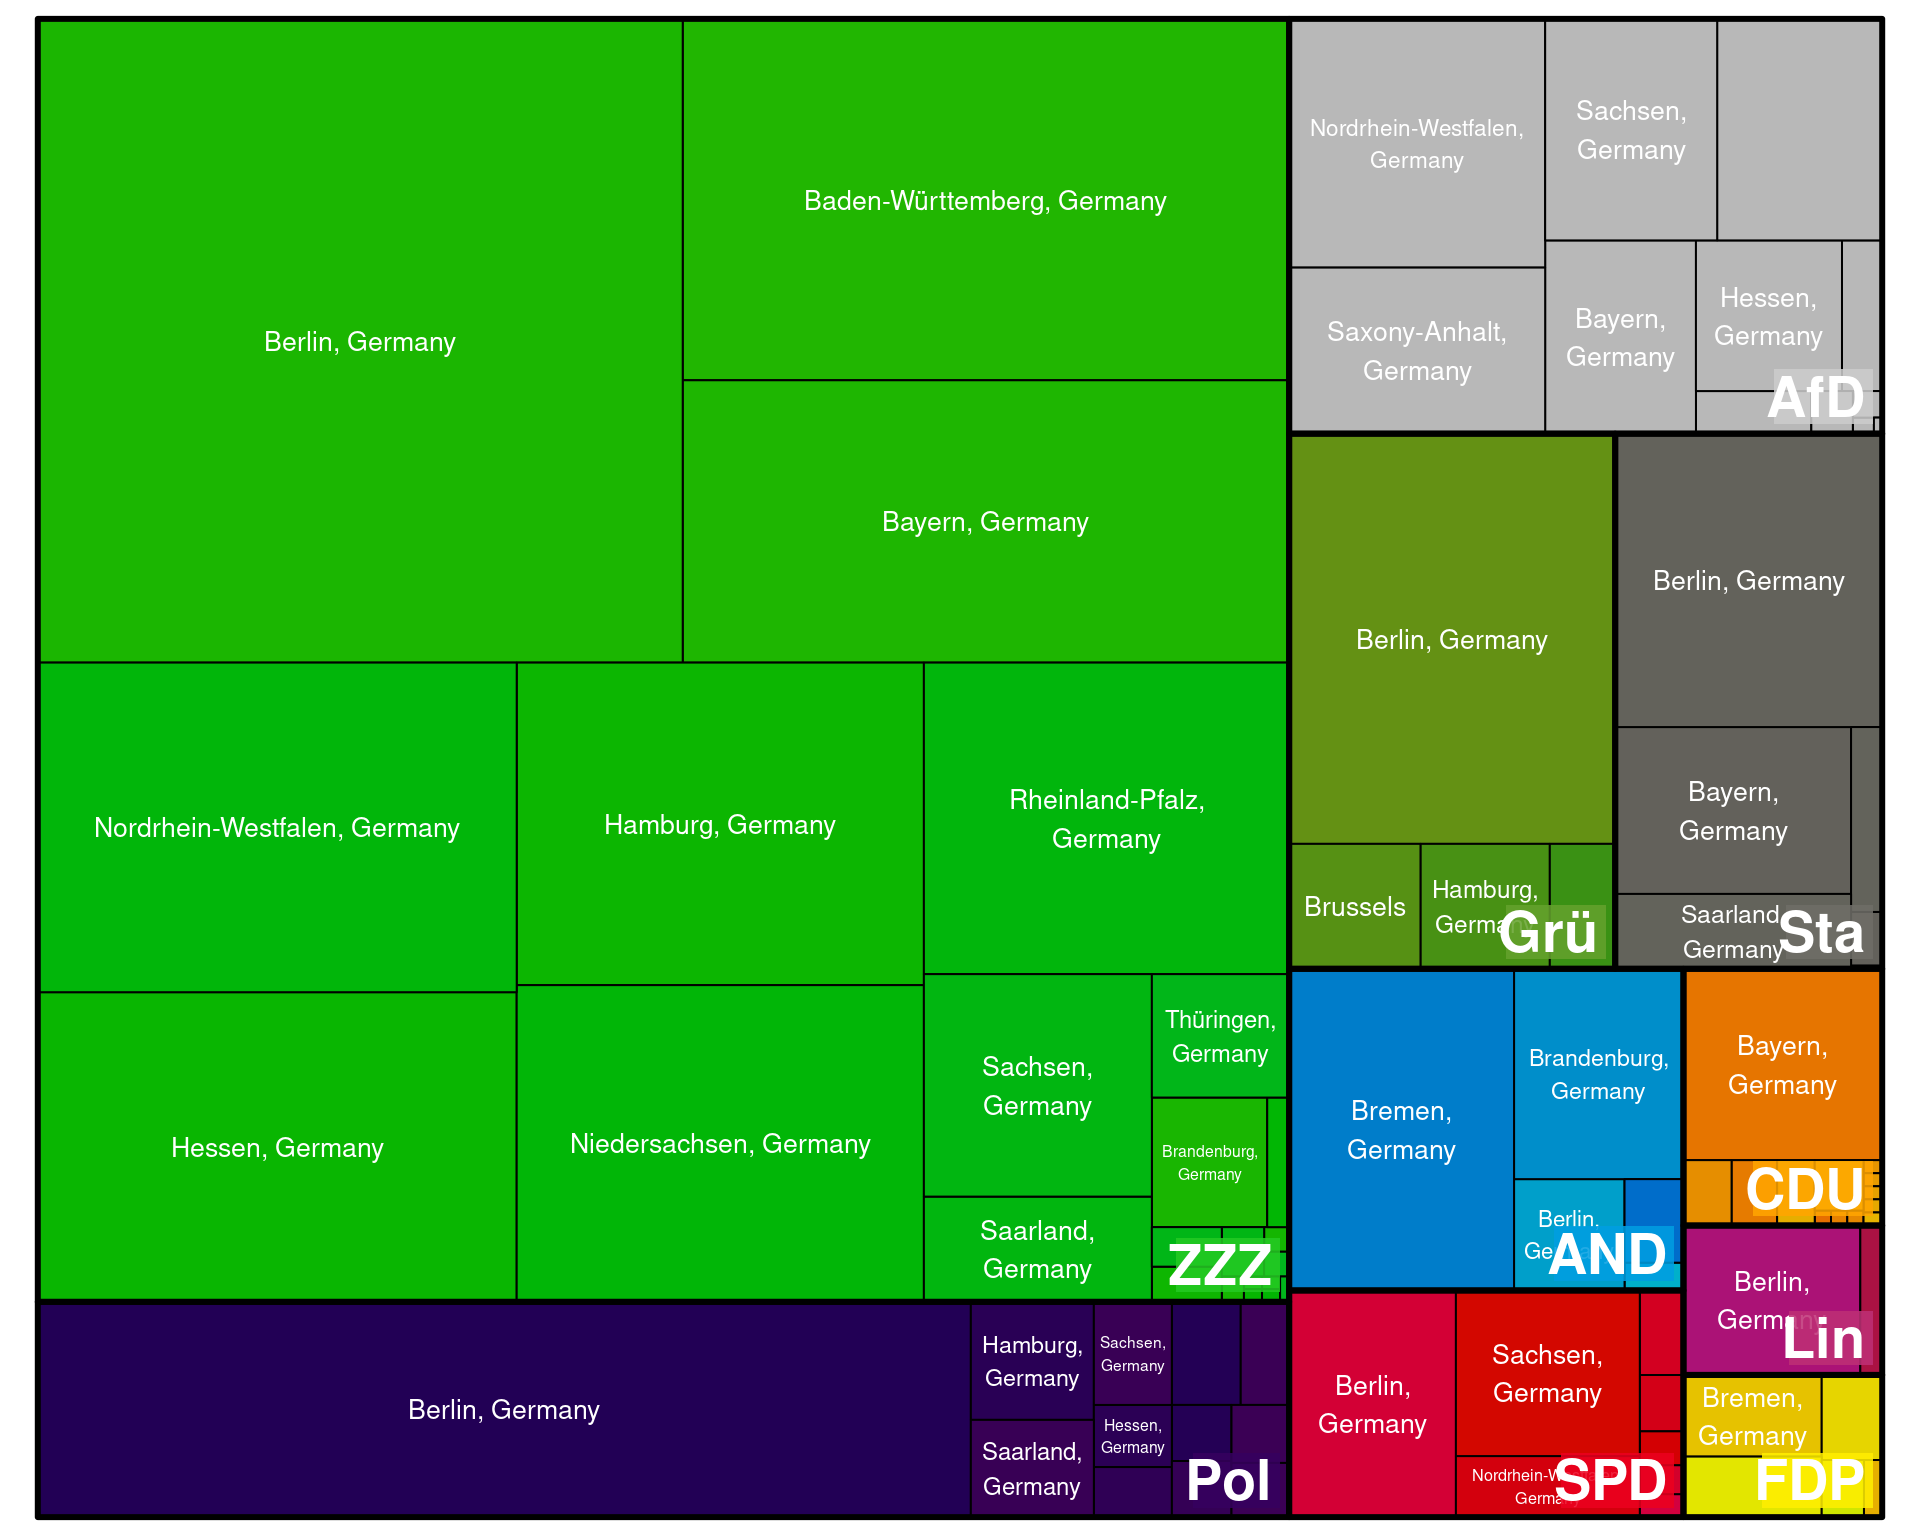 Berlin, Germany
Baden-Württemberg, Germany
Bayern, Germany
Nordrhein-Westfalen, Germany
Hamburg, Germany
Rheinland-Pfalz,
Germany
Hessen, Germany
Niedersachsen, Germany
Sachsen,
Germany
Thüringen,
Germany
Brandenburg,
Germany
Saarland,
Germany
ZZZ
Berlin, Germany
Hamburg,
Germany
Saarland,
Germany
Sachsen,
Germany
Hessen,
Germany
Pol
Nordrhein-Westfalen,
Germany
Sachsen,
Germany
Saxony-Anhalt,
Germany
Bayern,
Germany
Hessen,
Germany
AfD
Berlin, Germany
Brussels
Hamburg,
Germany
Grü
Berlin, Germany
Bayern,
Germany
Saarland,
Germany
Sta
Bremen,
Germany
Brandenburg,
Germany
Berlin,
AND
Bayern,
Germany
CDU
Berlin,
Germany
Lin
Berlin,
Germany
Sachsen,
Germany
SPD
Bremen,
Germany
FDP